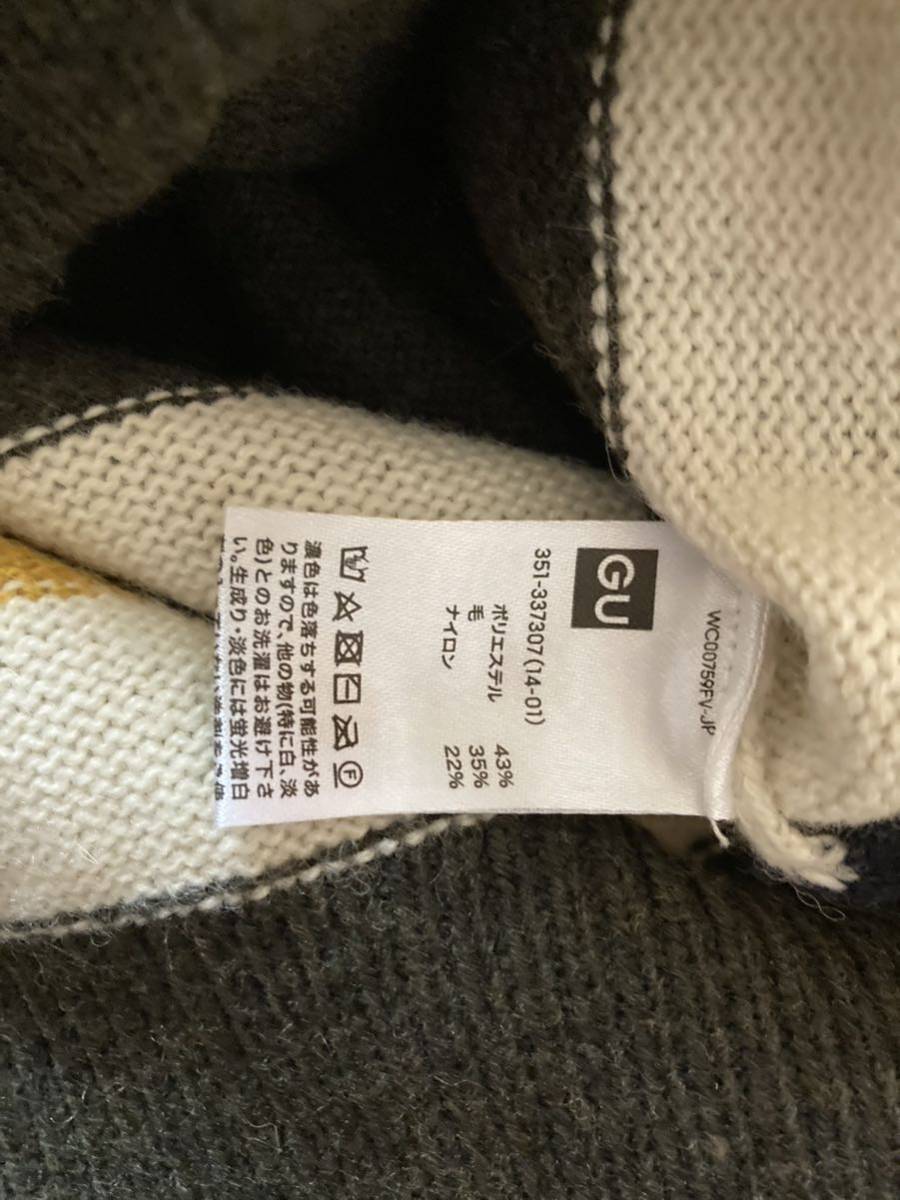 WC00759FV-JP
GU
351-337307(14-01)
ポリエステル 43%
毛 35%
ナイロン 22%
濃色は色落ちする可能性があ
りますので、他の物(特に白、淡
色)とのお洗濯はお避け下さ
い。生成り・淡色には蛍光増白